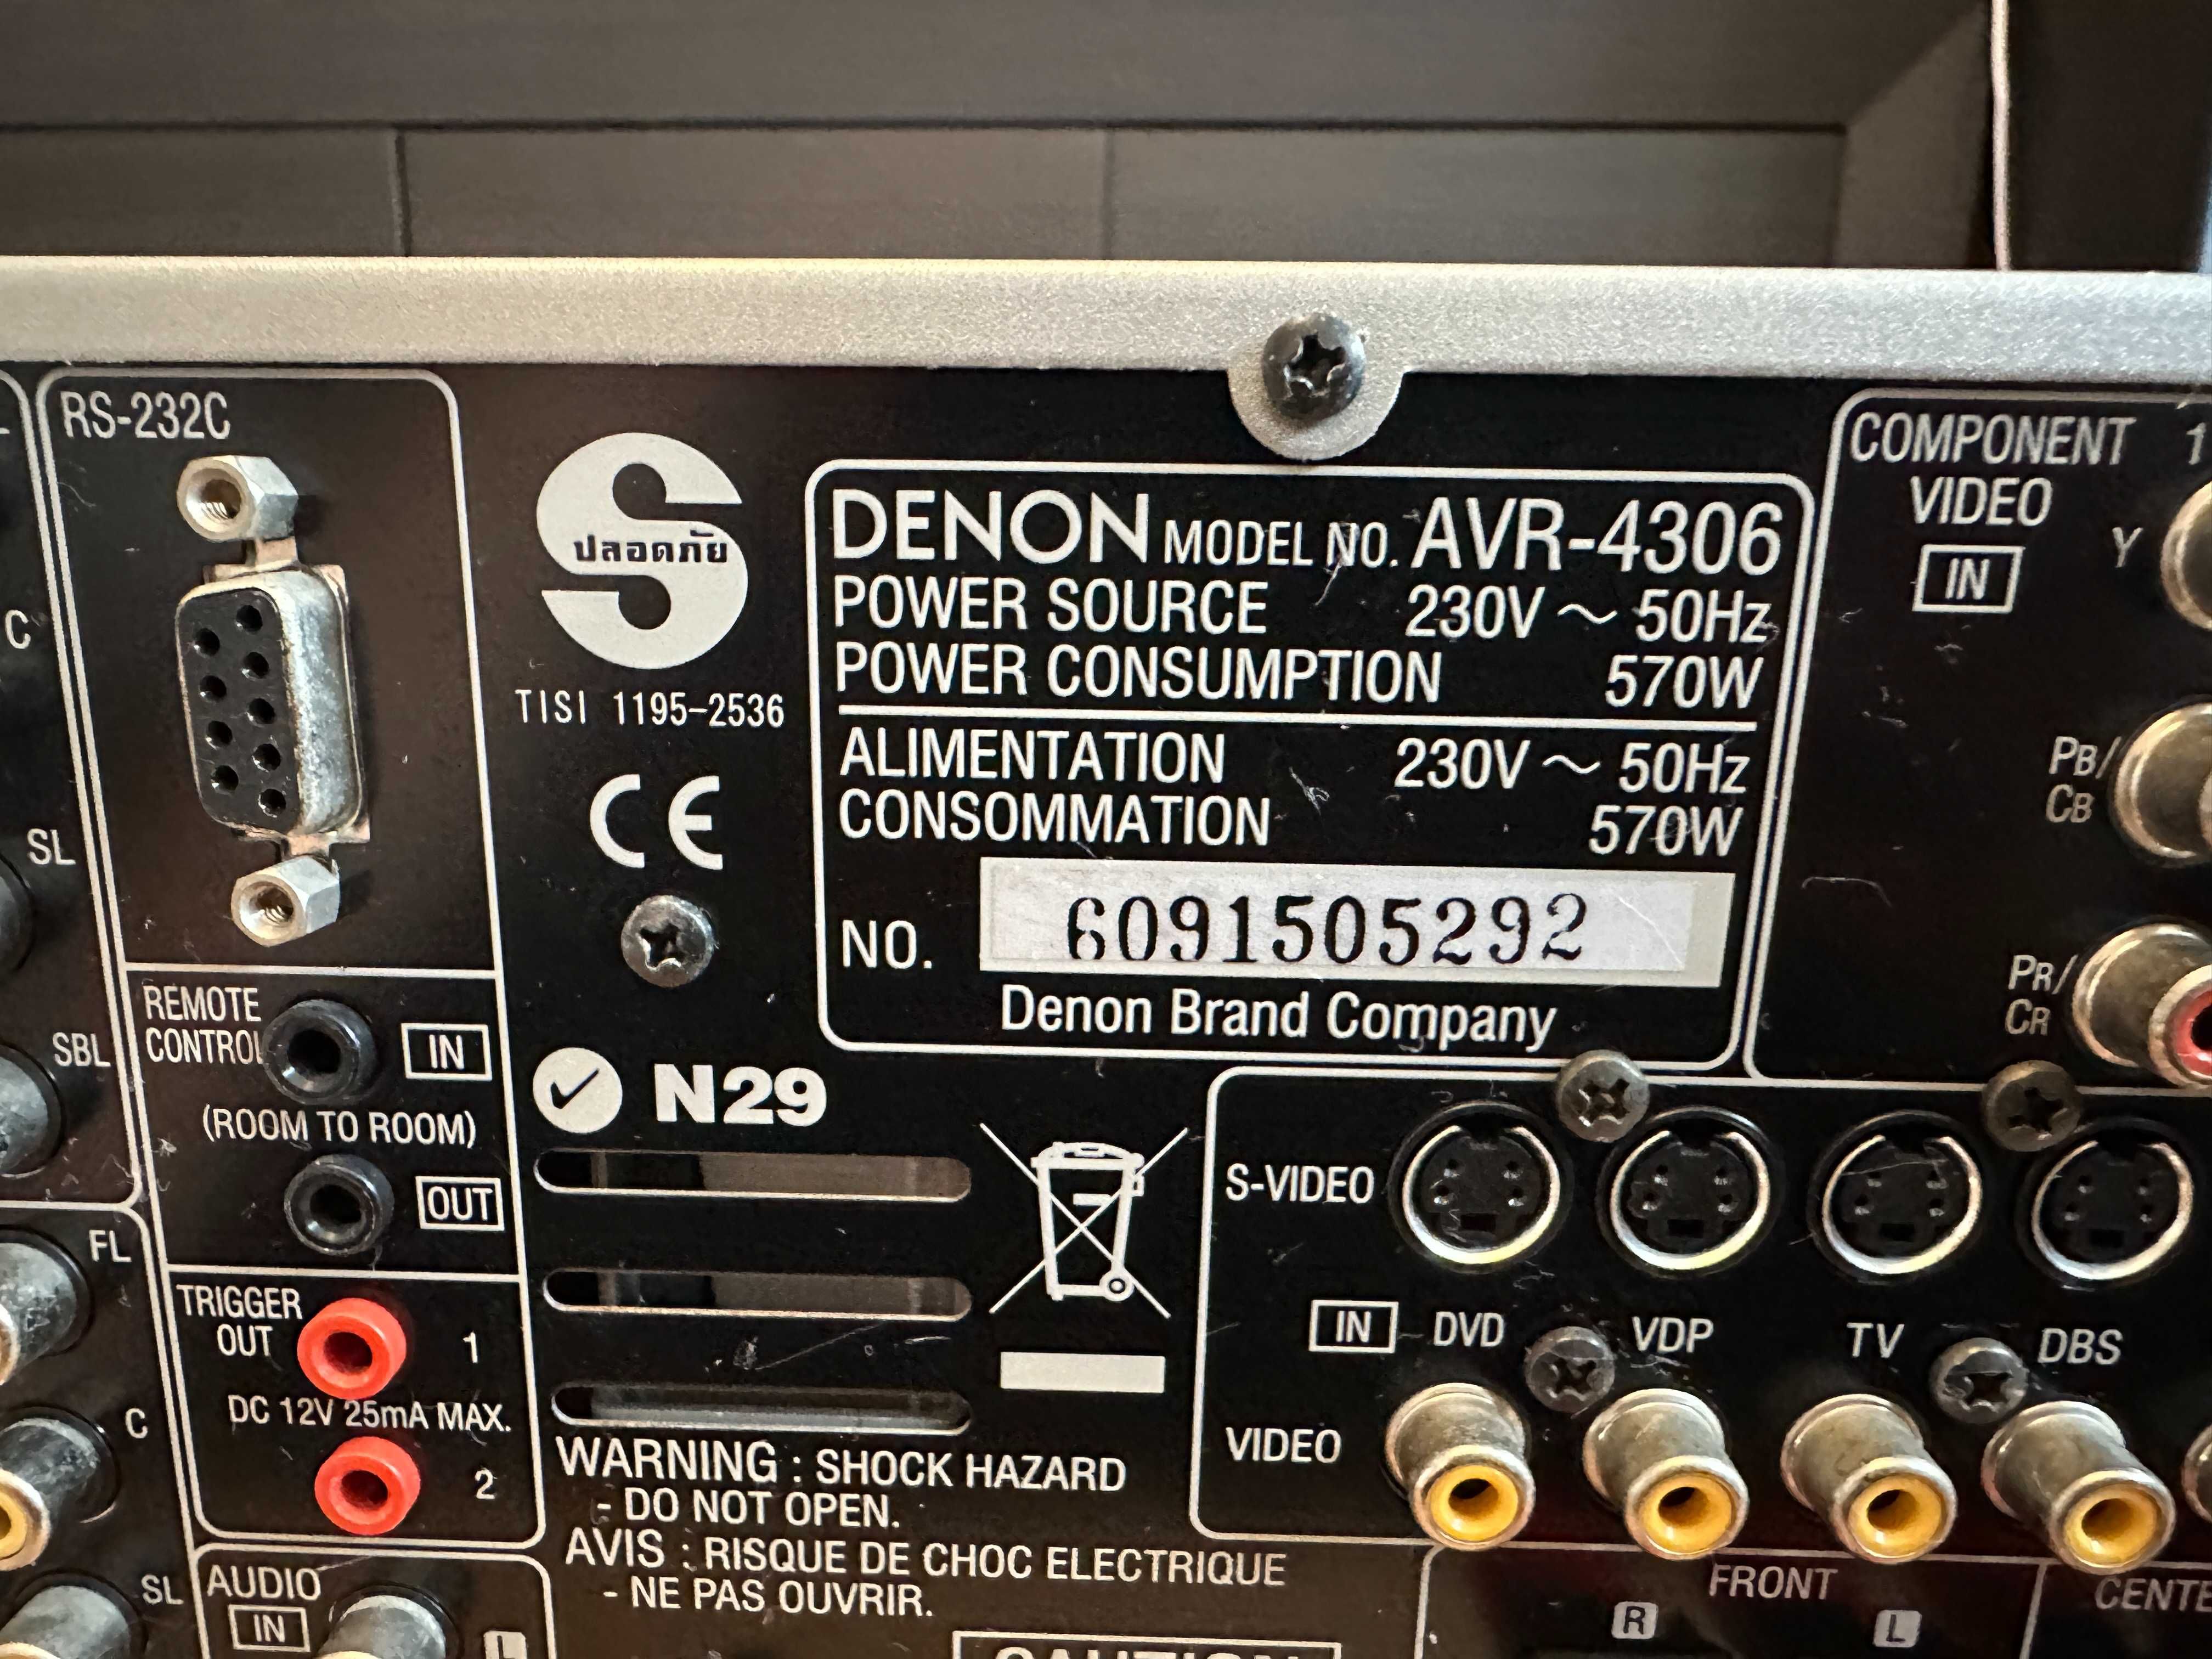 RS-232C
ปลอดภัย
TISI 1195-2536
CE
DENON MODEL NO. AVR-4306
POWER SOURCE 230V ~ 50Hz
POWER CONSUMPTION 570W
ALIMENTATION 230V ~ 50Hz
CONSOMMATION 570W
NO. 6091505292
Denon Brand Company
COMPONENT 1
VIDEO
IN
Y
PB/
CB
PR/
CR
C
SL
SBL
FL
C
SL
REMOTE
CONTROL
IN
(ROOM TO ROOM)
OUT
TRIGGER
OUT
1
DC 12V 25mA MAX.
2
AUDIO
IN
L
N29
WARNING : SHOCK HAZARD
- DO NOT OPEN.
AVIS : RISQUE DE CHOC ELECTRIQUE
- NE PAS OUVRIR.
CAUTION
S-VIDEO
IN DVD VDP TV DBS
VIDEO
FRONT
R L
CENTE